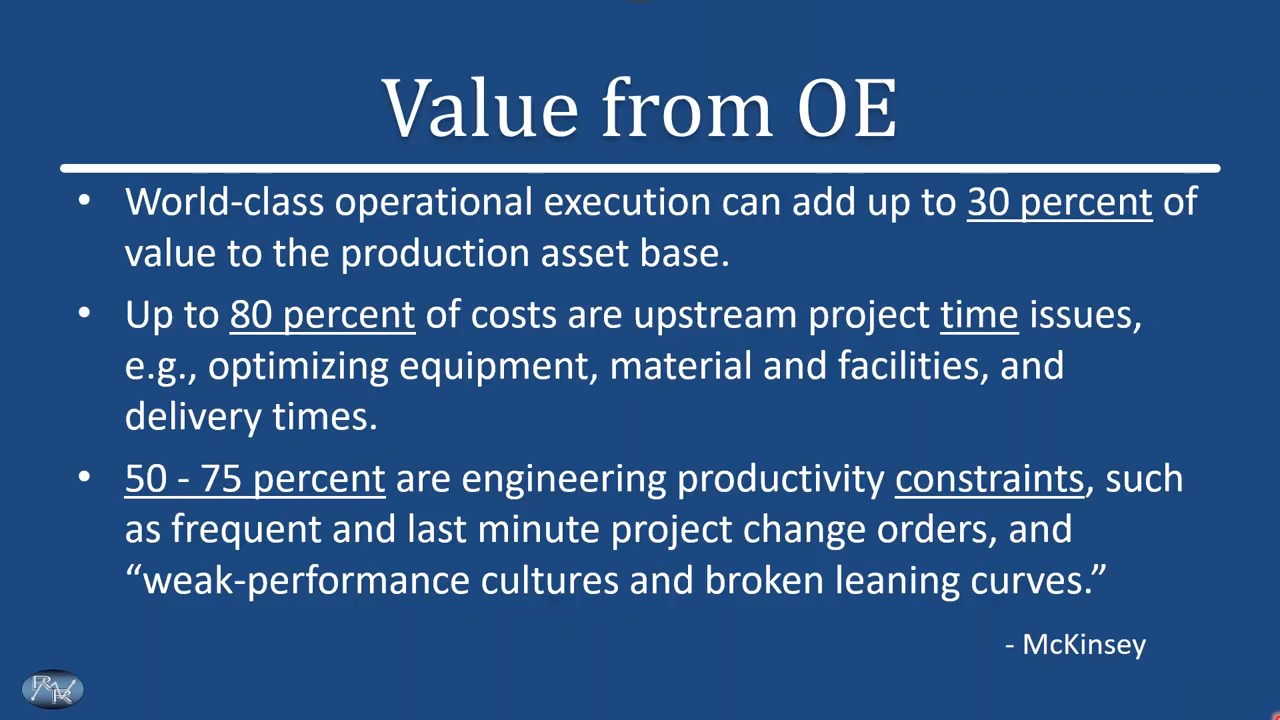 Value from OE
• World-class operational execution can add up to 30 percent of
value to the production asset base.
• Up to 80 percent of costs are upstream project time issues,
e.g., optimizing equipment, material and facilities, and
delivery times.
• 50 - 75 percent are engineering productivity constraints, such
as frequent and last minute project change orders, and
“weak-performance cultures and broken leaning curves.”
- McKinsey